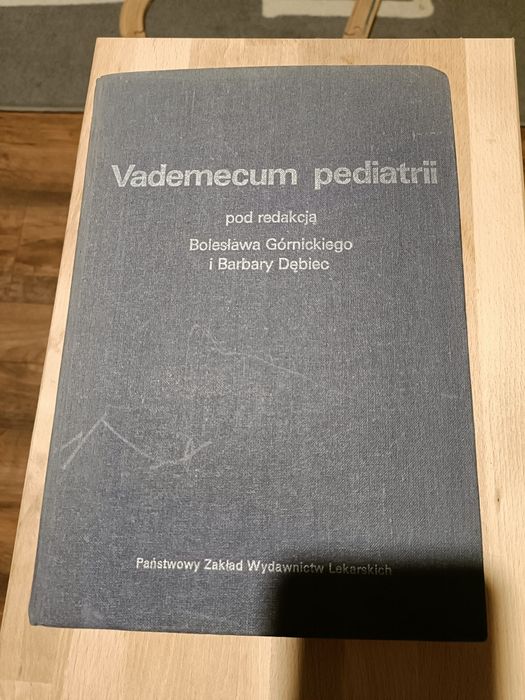 Vademecum pediatrii
pod redakcją
Bolesława Górnickiego
i Barbary Dębiec
Państwowy Zakład Wydawnictw Lekarskich